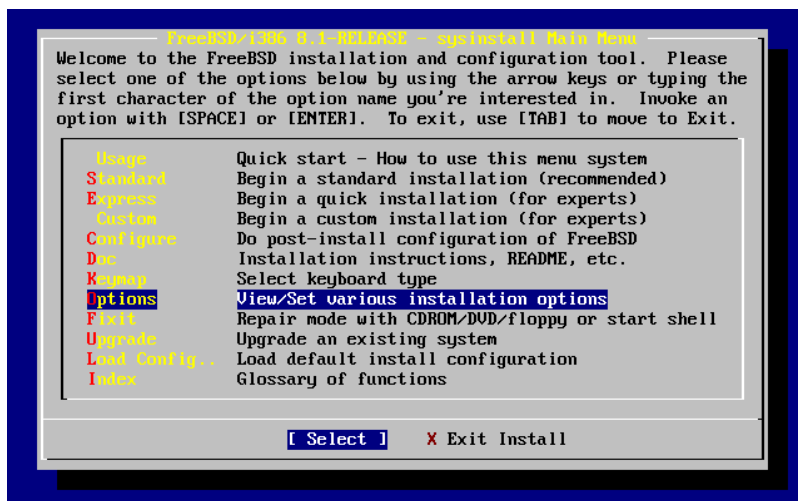 FreeBSD/i386 8.1-RELEASE - sysinstall Main Menu
Welcome to the FreeBSD installation and configuration tool.  Please
select one of the options below by using the arrow keys or typing the
first character of the option name you're interested in.  Invoke an
option with [SPACE] or [ENTER].  To exit, use [TAB] to move to Exit.
Usage Quick start - How to use this menu system
Standard Begin a standard installation (recommended)
Express Begin a quick installation (for experts)
Custom Begin a custom installation (for experts)
Configure Do post-install configuration of FreeBSD
Doc Installation instructions, README, etc.
Keymap Select keyboard type
Options View/Set various installation options
Fixit Repair mode with CDROM/DVD/floppy or start shell
Upgrade Upgrade an existing system
Load Config.. Load default install configuration
Index Glossary of functions
[ Select ] X Exit Install